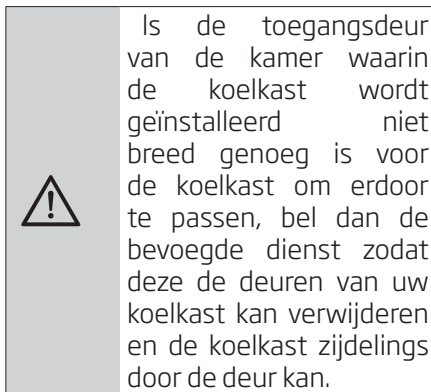 Is de toegangsdeur
van de kamer waarin
de koelkast wordt
geïnstalleerd niet
breed genoeg is voor
de koelkast om erdoor
te passen, bel dan de
bevoegde dienst zodat
deze de deuren van uw
koelkast kan verwijderen
en de koelkast zijdelings
door de deur kan.